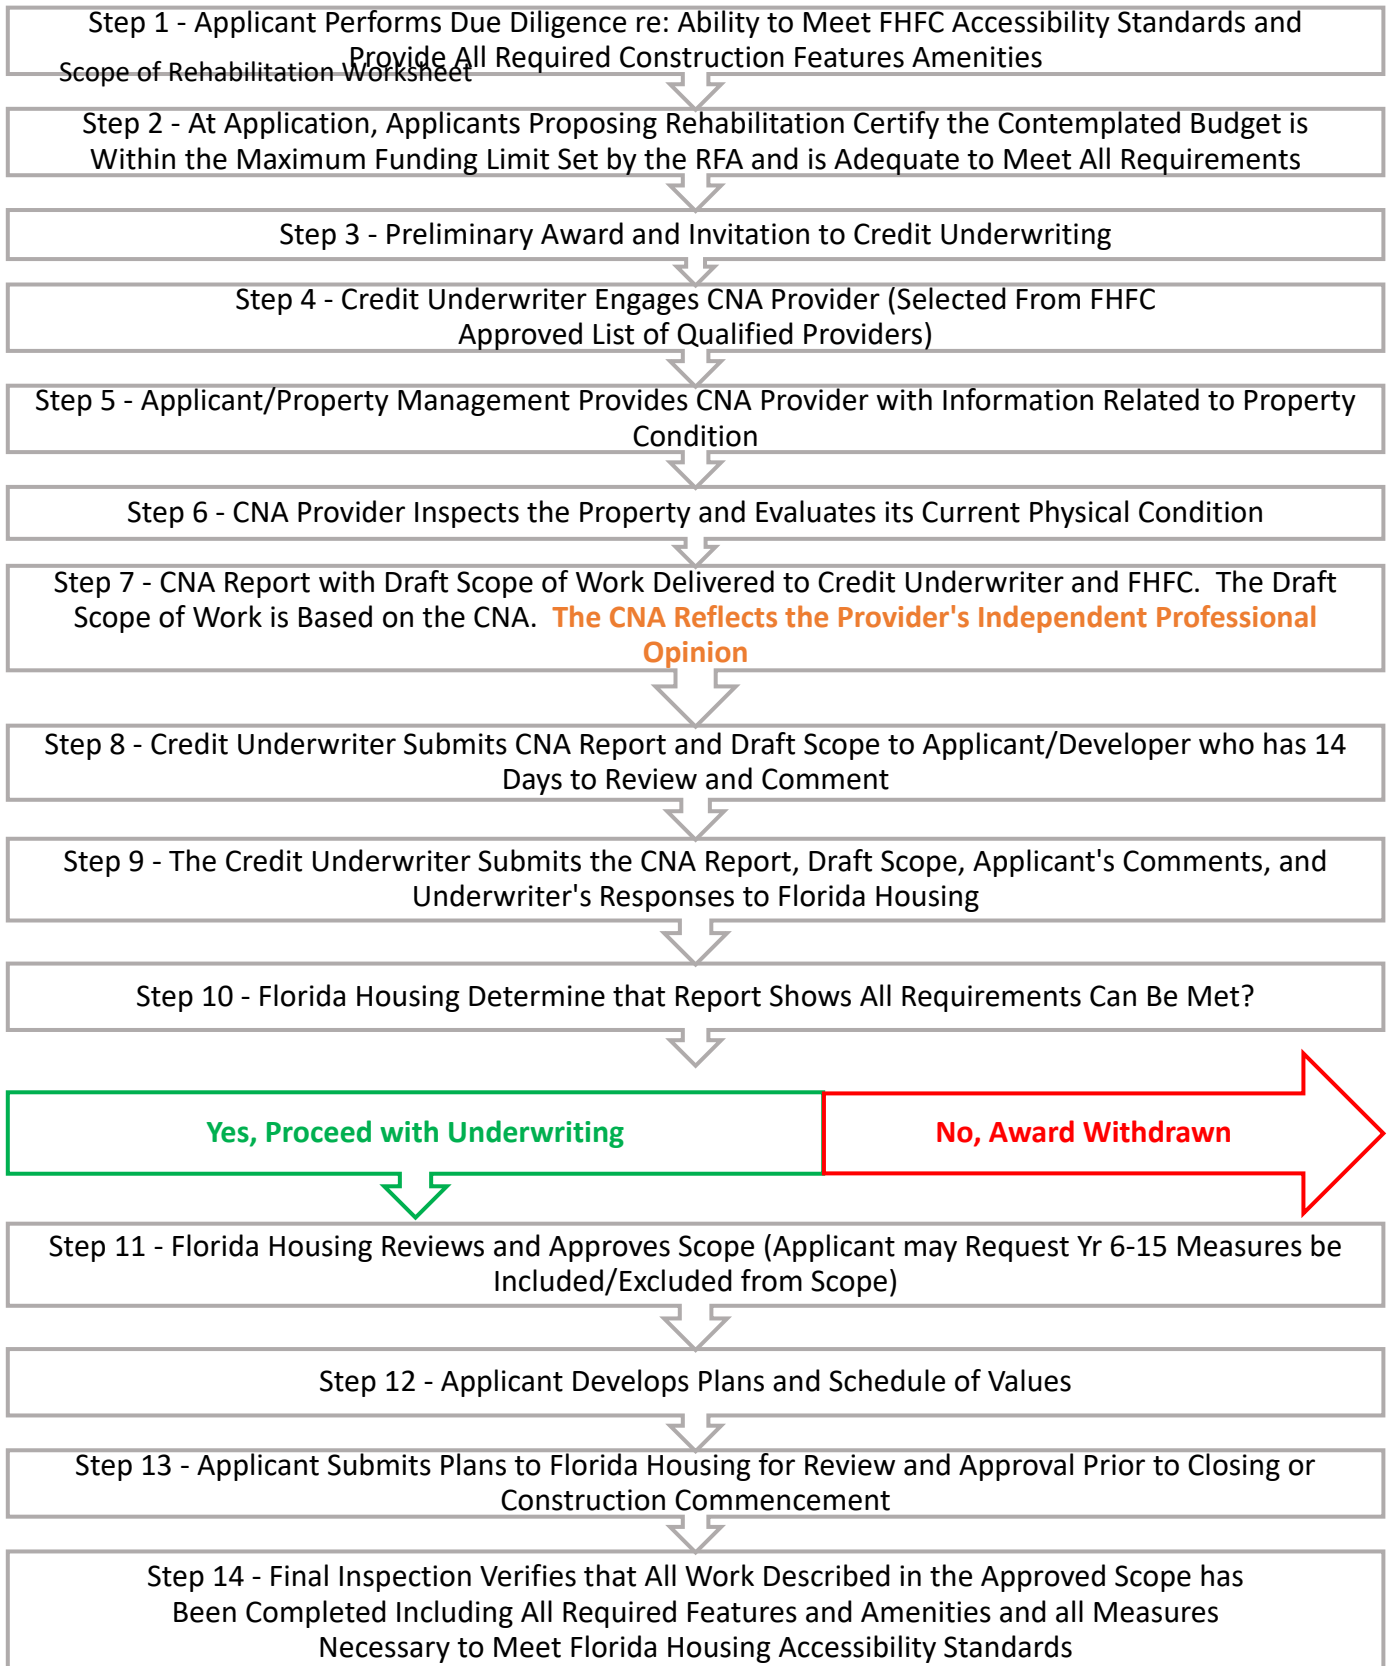 Step 1 - Applicant Performs Due Diligence re: Ability to Meet FHFC Accessibility Standards and
Provide All Required Construction Features Amenities
Scope of Rehabilitation Worksheet
Step 2 - At Application, Applicants Proposing Rehabilitation Certify the Contemplated Budget is
Within the Maximum Funding Limit Set by the RFA and is Adequate to Meet All Requirements
Step 3 - Preliminary Award and Invitation to Credit Underwriting
Step 4 - Credit Underwriter Engages CNA Provider (Selected From FHFC
Approved List of Qualified Providers)
Step 5 - Applicant/Property Management Provides CNA Provider with Information Related to Property
Condition
Step 6 - CNA Provider Inspects the Property and Evaluates its Current Physical Condition
Step 7 - CNA Report with Draft Scope of Work Delivered to Credit Underwriter and FHFC. The Draft
Scope of Work is Based on the CNA. The CNA Reflects the Provider's Independent Professional
Opinion
Step 8 - Credit Underwriter Submits CNA Report and Draft Scope to Applicant/Developer who has 14
Days to Review and Comment
Step 9 - The Credit Underwriter Submits the CNA Report, Draft Scope, Applicant's Comments, and
Underwriter's Responses to Florida Housing
Step 10 - Florida Housing Determine that Report Shows All Requirements Can Be Met?
Yes, Proceed with Underwriting
No, Award Withdrawn
Step 11 - Florida Housing Reviews and Approves Scope (Applicant may Request Yr 6-15 Measures be
Included/Excluded from Scope)
Step 12 - Applicant Develops Plans and Schedule of Values
Step 13 - Applicant Submits Plans to Florida Housing for Review and Approval Prior to Closing or
Construction Commencement
Step 14 - Final Inspection Verifies that All Work Described in the Approved Scope has
Been Completed Including All Required Features and Amenities and all Measures
Necessary to Meet Florida Housing Accessibility Standards